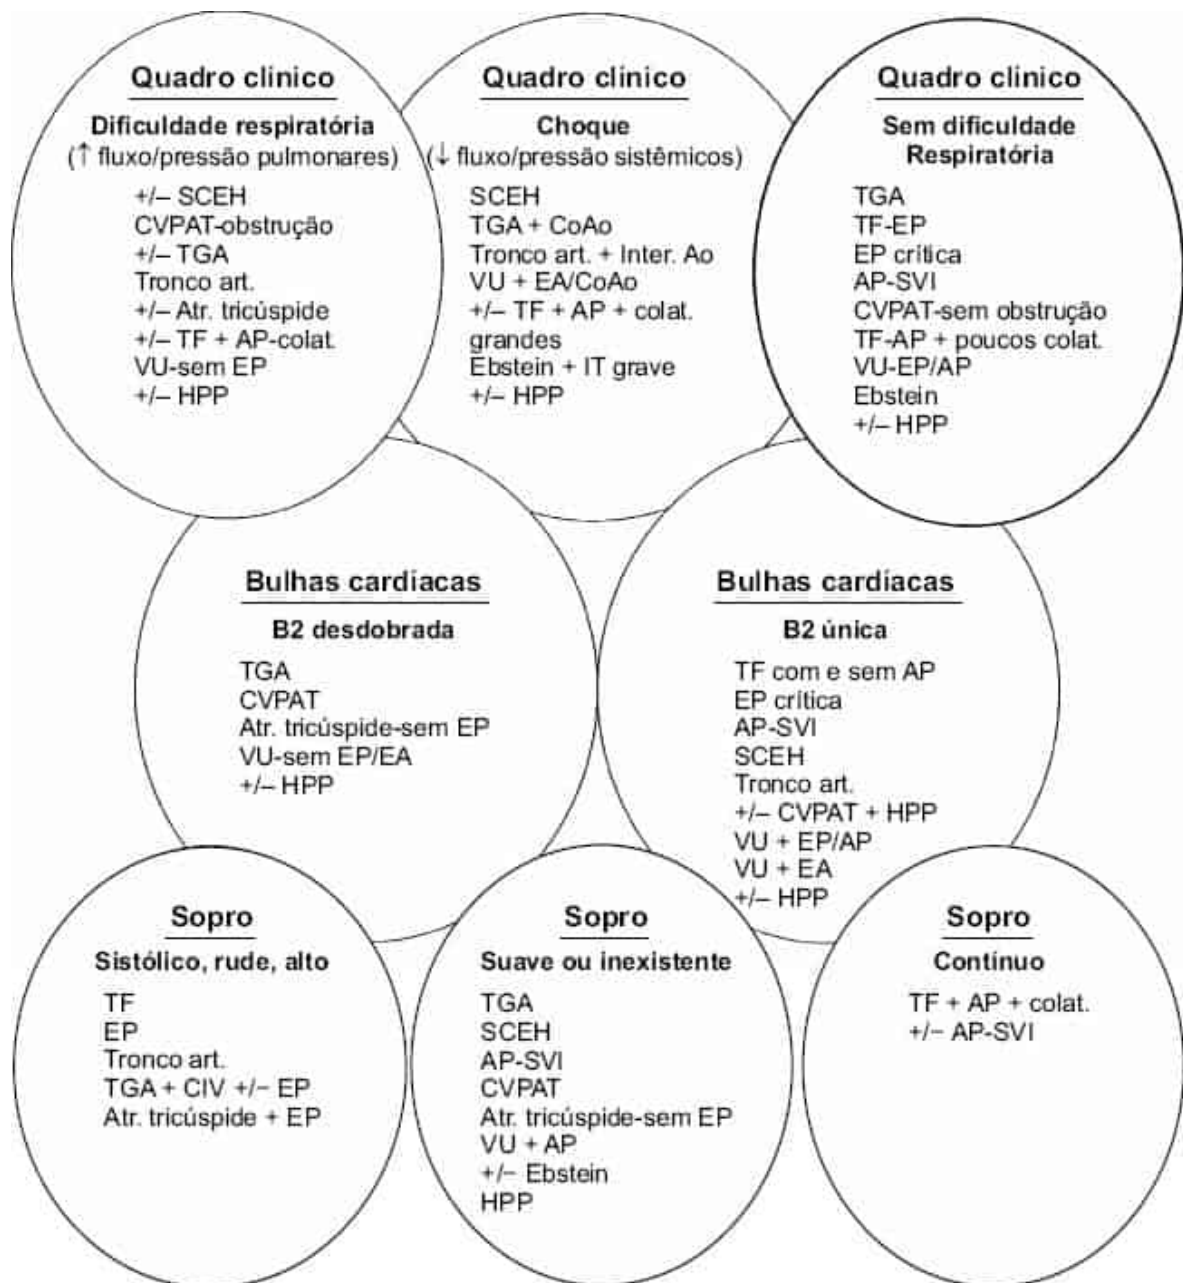 Quadro clínico
Dificuldade respiratória
(↑ fluxo/pressão pulmonares)
+/– SCEH
CVPAT-obstrução
+/– TGA
Tronco art.
+/– Atr. tricúspide
+/– TF + AP-colat.
VU-sem EP
+/– HPP
Quadro clínico
Choque
(↓ fluxo/pressão sistêmicos)
SCEH
TGA + CoAo
Tronco art. + Inter. Ao
VU + EA/CoAo
+/– TF + AP + colat.
grandes
Ebstein + IT grave
+/– HPP
Quadro clínico
Sem dificuldade
Respiratória
TGA
TF-EP
EP crítica
AP-SVI
CVPAT-sem obstrução
TF-AP + poucos colat.
VU-EP/AP
Ebstein
+/– HPP
Bulhas cardíacas
B2 desdobrada
TGA
CVPAT
Atr. tricúspide-sem EP
VU-sem EP/EA
+/– HPP
Bulhas cardíacas
B2 única
TF com e sem AP
EP crítica
AP-SVI
SCEH
Tronco art.
+/– CVPAT + HPP
VU + EP/AP
VU + EA
+/– HPP
Sopro
Sistólico, rude, alto
TF
EP
Tronco art.
TGA + CIV +/− EP
Atr. tricúspide + EP
Sopro
Suave ou inexistente
TGA
SCEH
AP-SVI
CVPAT
Atr. tricúspide-sem EP
VU + AP
+/− Ebstein
HPP
Sopro
Contínuo
TF + AP + colat.
+/− AP-SVI